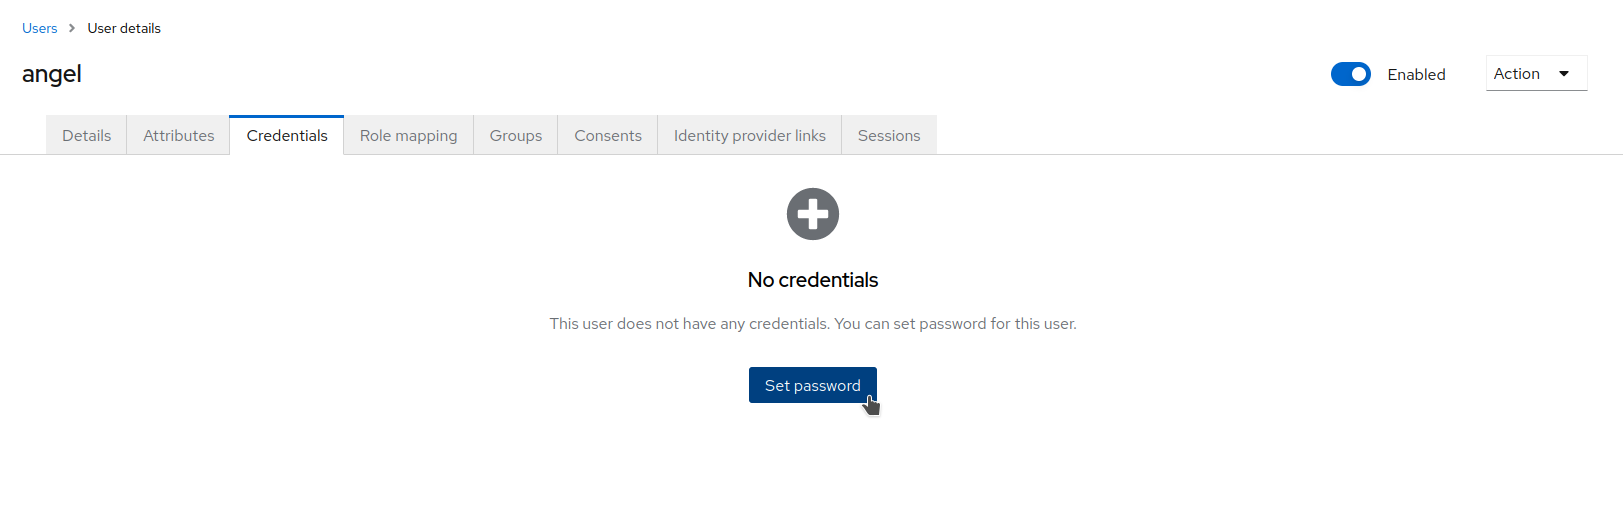 Users > User details
angel
Enabled
Action
Details Attributes Credentials Role mapping Groups Consents Identity provider links Sessions
No credentials
This user does not have any credentials. You can set password for this user.
Set password